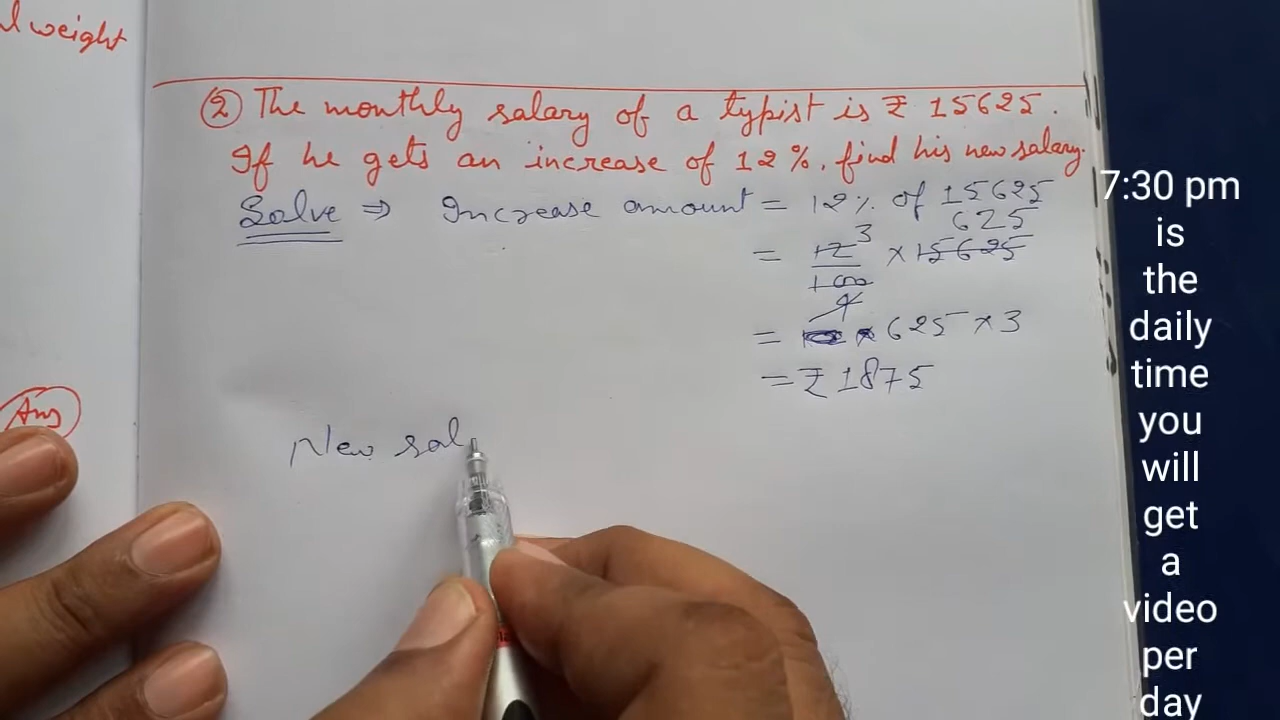 l weight
② The monthly salary of a typist is ₹ 15625.
If he gets an increase of 12%, find his new salary.
Solve ⇒ Increase amount = 12% of 15625
625
= 12 3 × 15625
100
4
= 625 × 3
= ₹ 1875
Ans
New sal
7:30 pm
is
the
daily
time
you
will
get
a
video
per
day